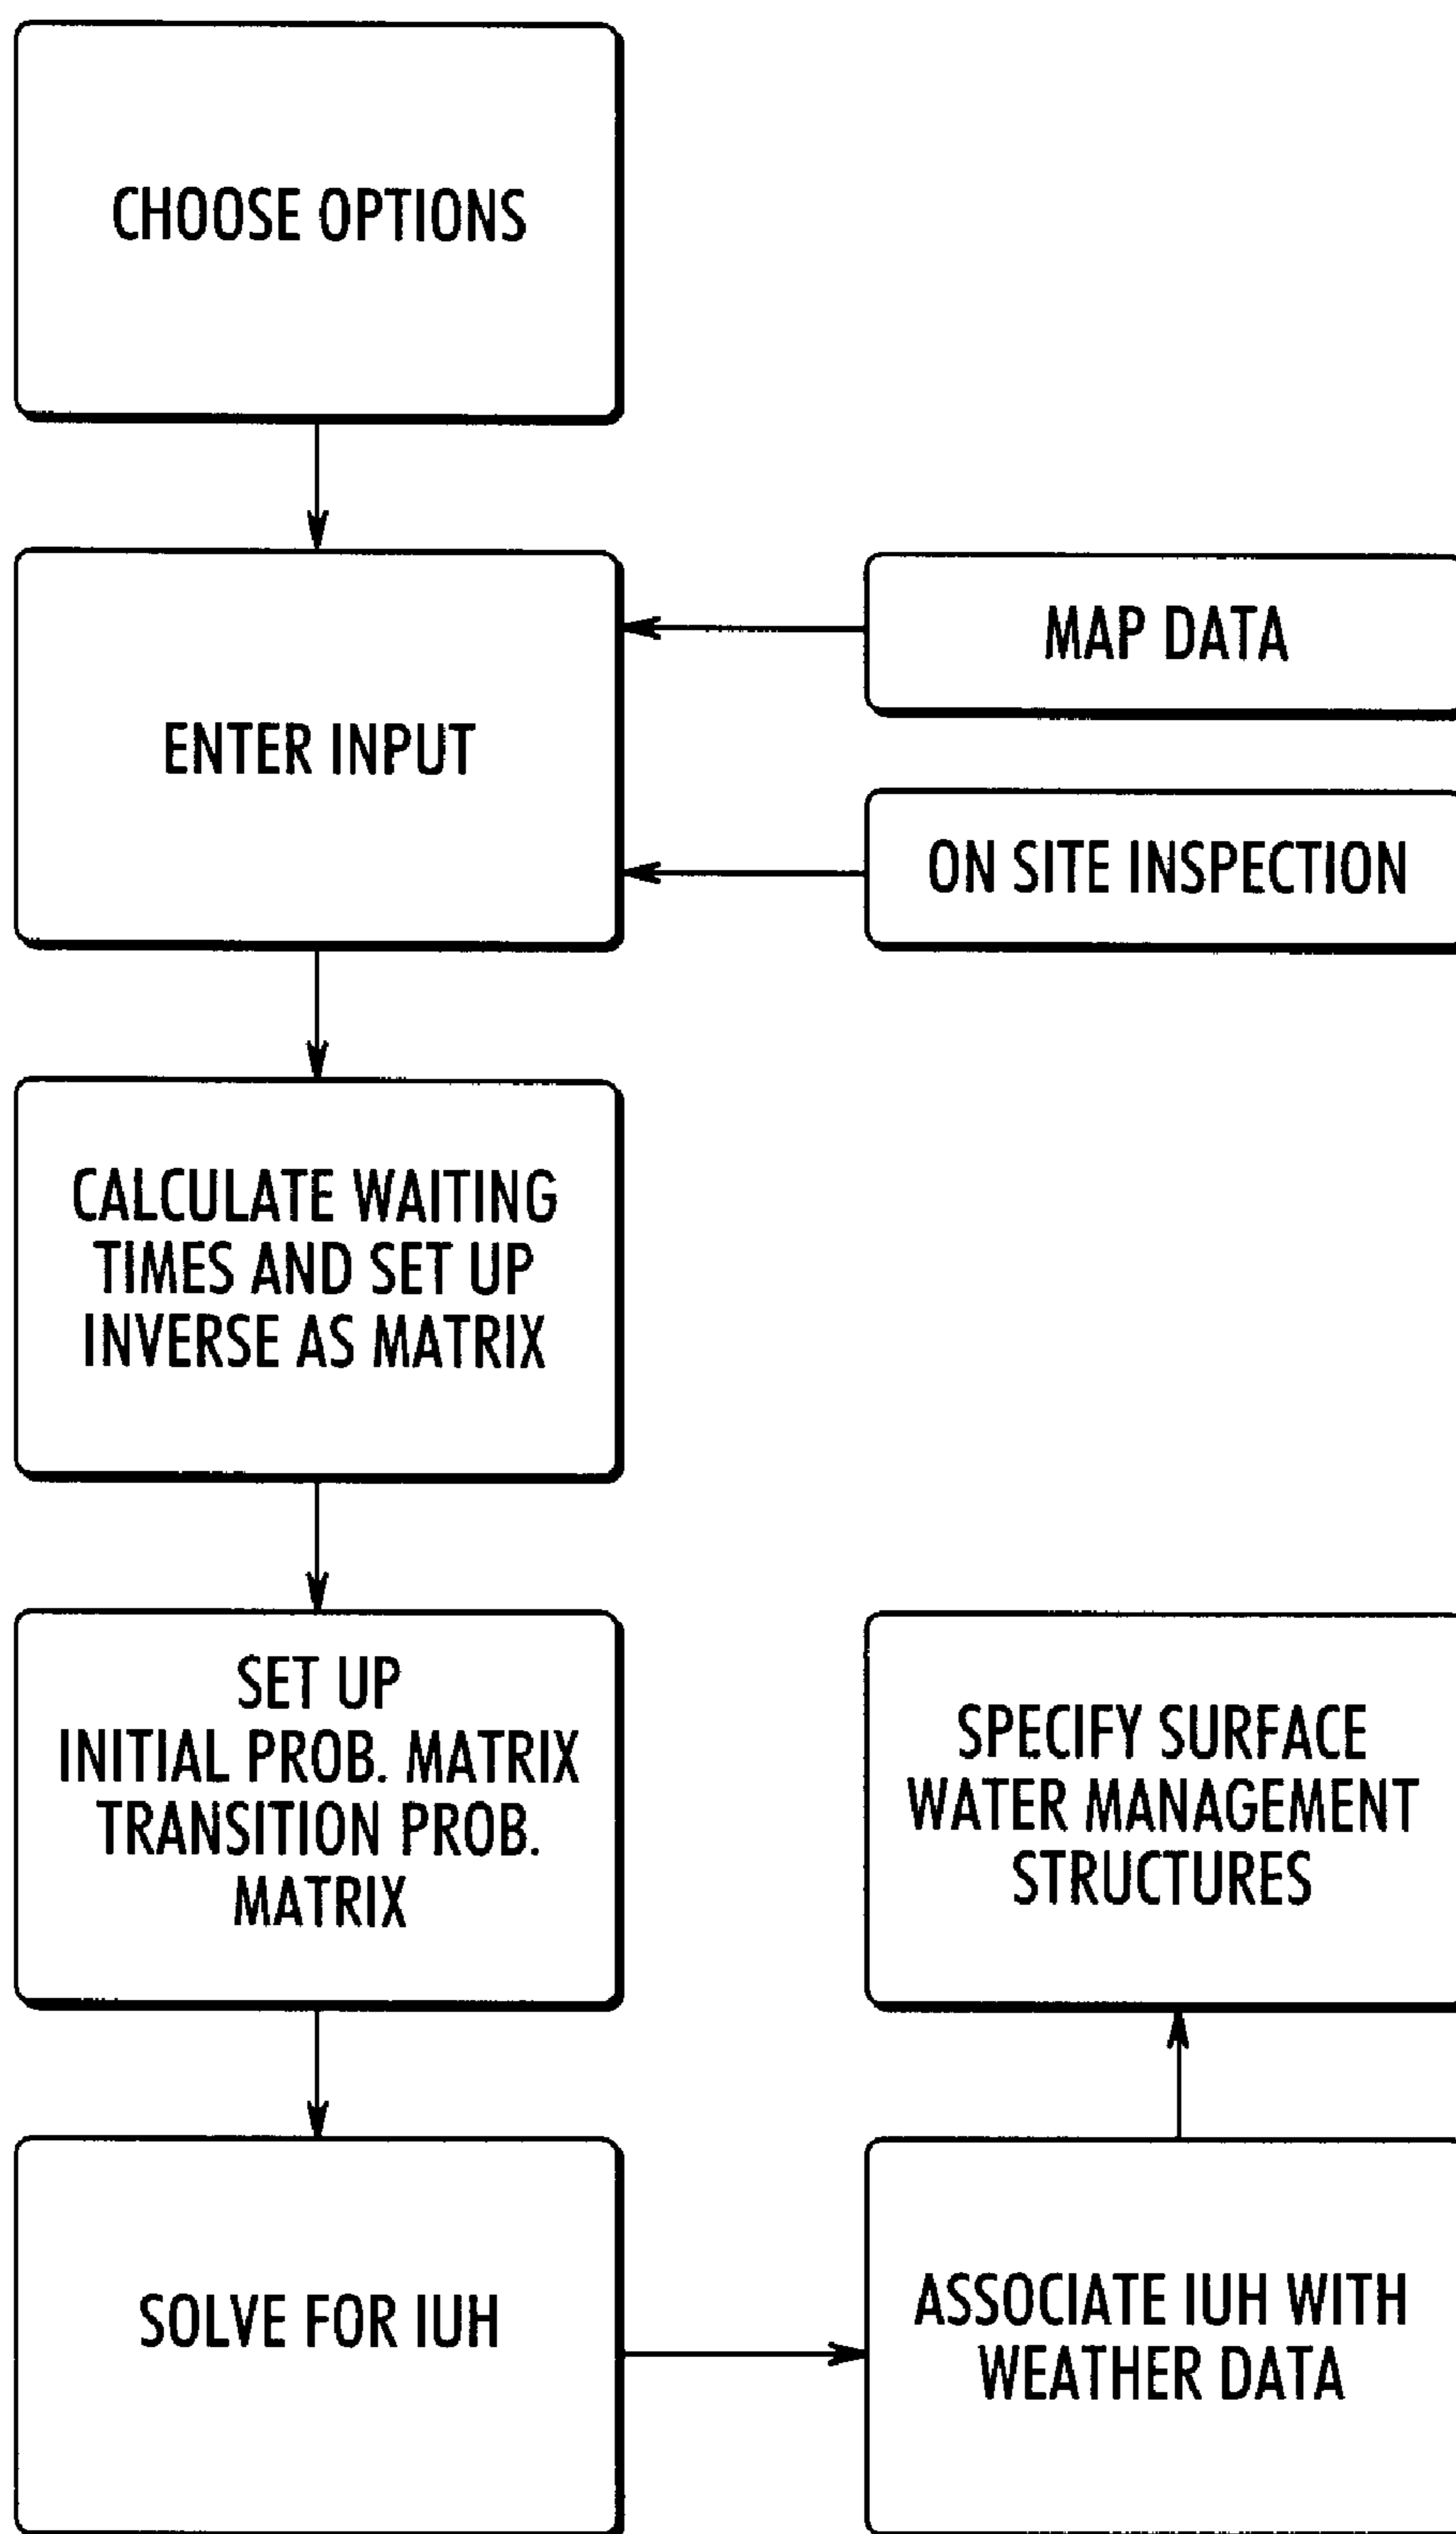 CHOOSE OPTIONS
ENTER INPUT
MAP DATA
ON SITE INSPECTION
CALCULATE WAITING
TIMES AND SET UP
INVERSE AS MATRIX
SET UP
INITIAL PROB. MATRIX
TRANSITION PROB.
MATRIX
SOLVE FOR IUH
ASSOCIATE IUH WITH
WEATHER DATA
SPECIFY SURFACE
WATER MANAGEMENT
STRUCTURES